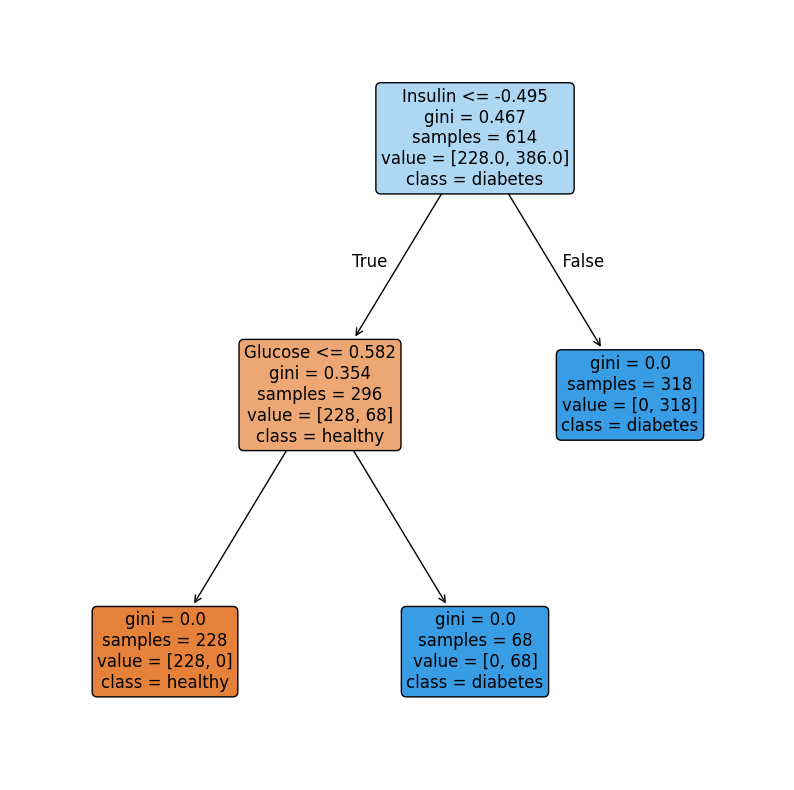 Insulin <= -0.495
gini = 0.467
samples = 614
value = [228.0, 386.0]
class = diabetes
True
False
Glucose <= 0.582
gini = 0.354
samples = 296
value = [228, 68]
class = healthy
gini = 0.0
samples = 318
value = [0, 318]
class = diabetes
gini = 0.0
samples = 228
value = [228, 0]
class = healthy
gini = 0.0
samples = 68
value = [0, 68]
class = diabetes